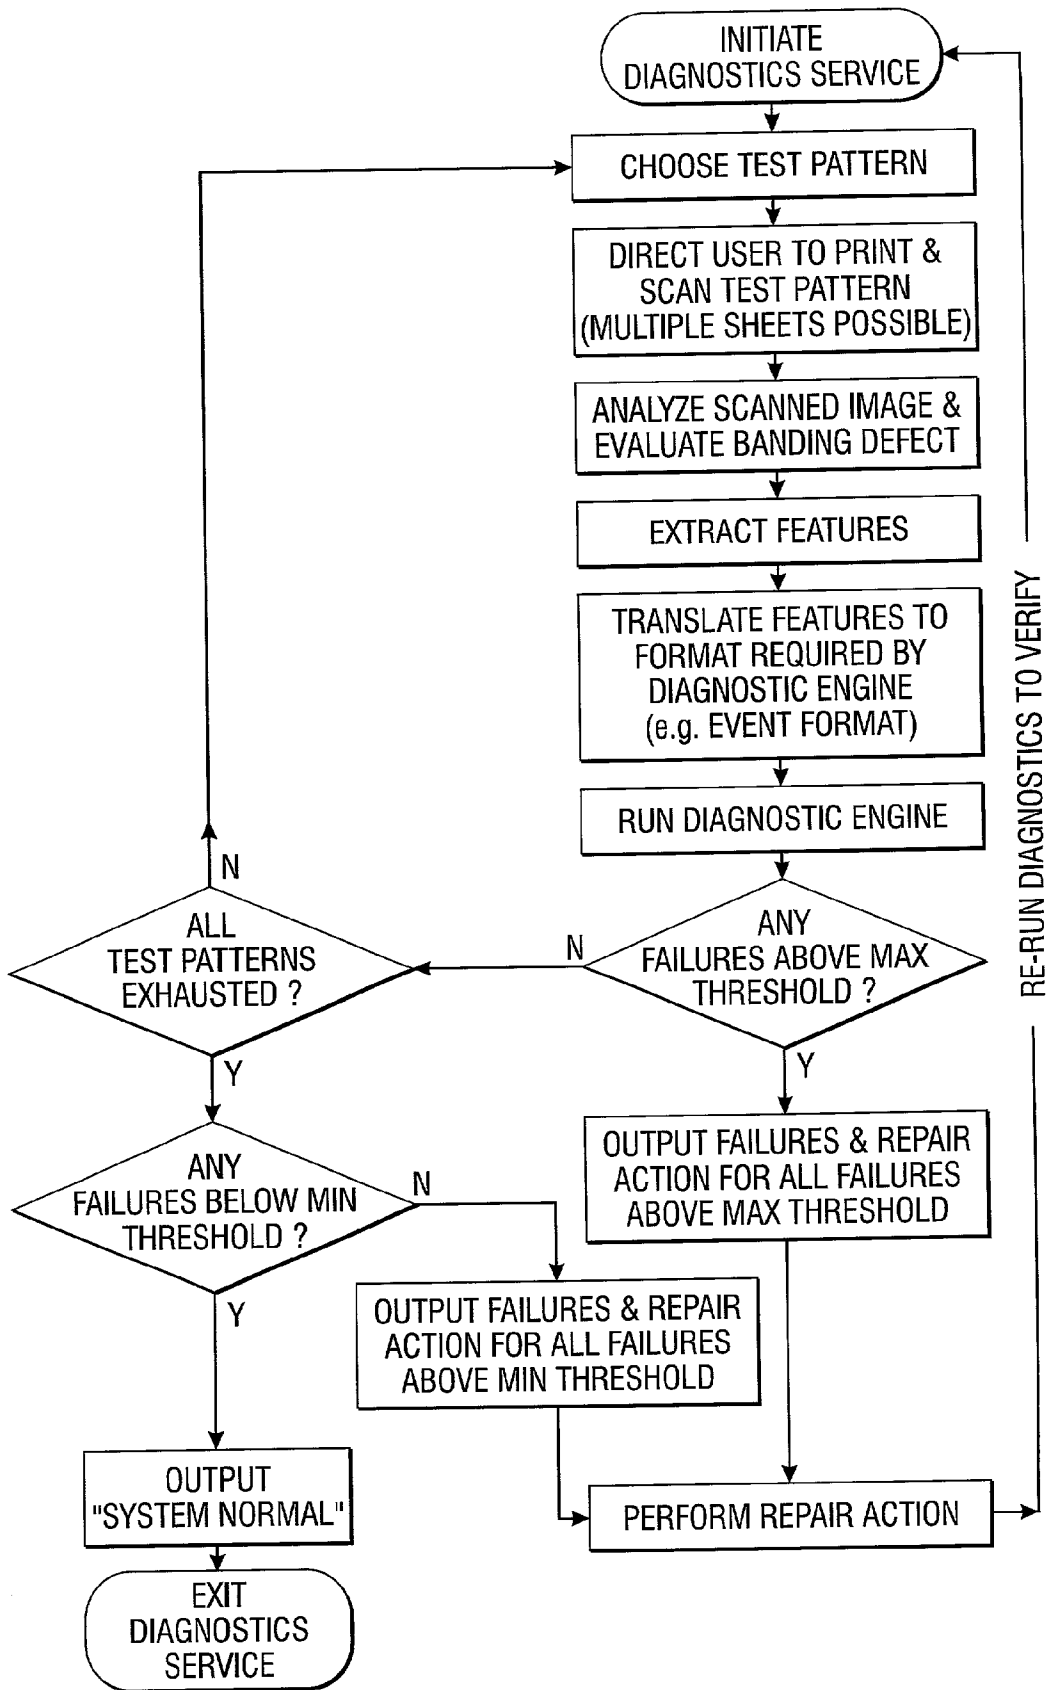 INITIATE
DIAGNOSTICS SERVICE
CHOOSE TEST PATTERN
DIRECT USER TO PRINT &
SCAN TEST PATTERN
(MULTIPLE SHEETS POSSIBLE)
ANALYZE SCANNED IMAGE &
EVALUATE BANDING DEFECT
EXTRACT FEATURES
TRANSLATE FEATURES TO
FORMAT REQUIRED BY
DIAGNOSTIC ENGINE
(e.g. EVENT FORMAT)
RUN DIAGNOSTIC ENGINE
ANY
FAILURES ABOVE MAX
THRESHOLD ?
N
Y
ALL
TEST PATTERNS
EXHAUSTED ?
N
Y
ANY
FAILURES BELOW MIN
THRESHOLD ?
N
Y
OUTPUT FAILURES & REPAIR
ACTION FOR ALL FAILURES
ABOVE MAX THRESHOLD
OUTPUT FAILURES & REPAIR
ACTION FOR ALL FAILURES
ABOVE MIN THRESHOLD
OUTPUT
"SYSTEM NORMAL"
PERFORM REPAIR ACTION
EXIT
DIAGNOSTICS
SERVICE
RE-RUN DIAGNOSTICS TO VERIFY